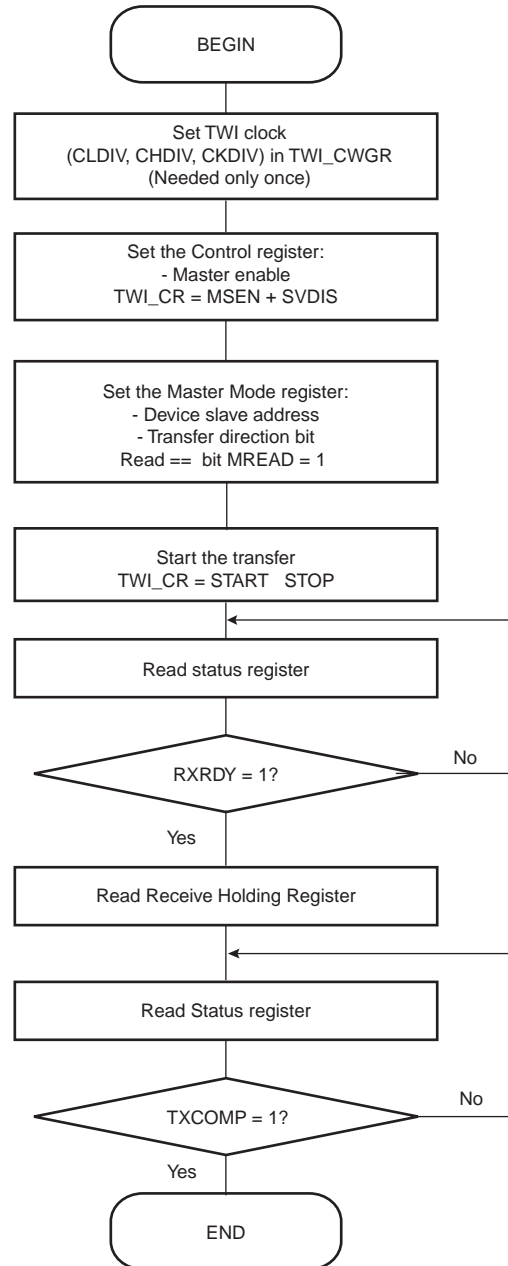 BEGIN
Set TWI clock
(CLDIV, CHDIV, CKDIV) in TWI_CWGR
(Needed only once)
Set the Control register:
- Master enable
TWI_CR = MSEN + SVDIS
Set the Master Mode register:
- Device slave address
- Transfer direction bit
Read == bit MREAD = 1
Start the transfer
TWI_CR = START STOP
Read status register
RXRDY = 1?
No
Yes
Read Receive Holding Register
Read Status register
TXCOMP = 1?
No
Yes
END